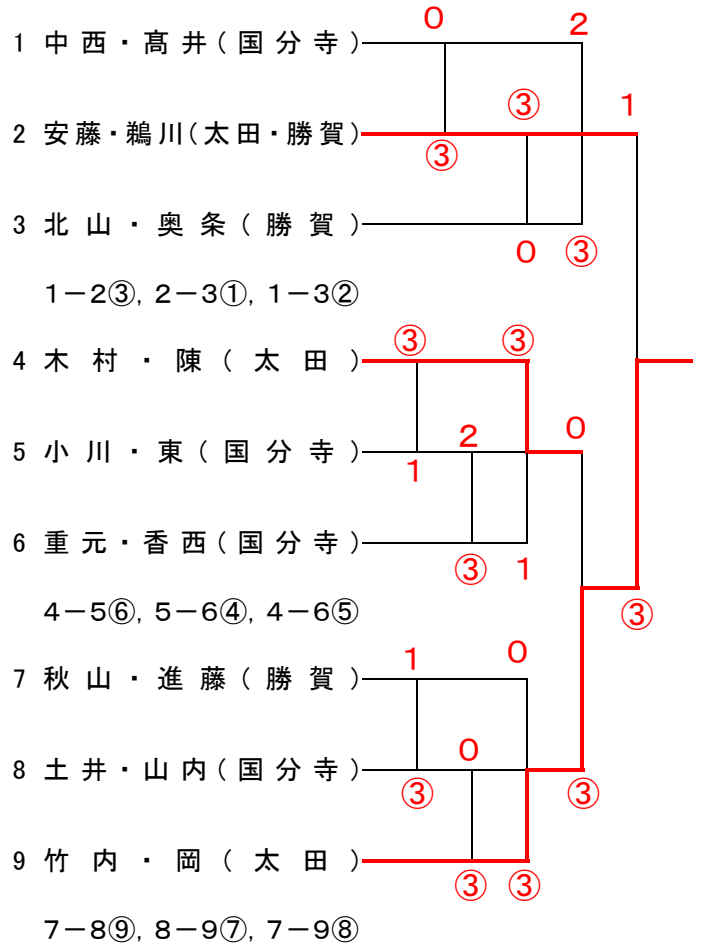 0 2
1 中西・髙井(国分寺)
③ 1
2 安藤・鵜川(太田・勝賀)
③
3 北山・奥条(勝賀)
0 ③
1-2③, 2-3①, 1-3②
③ ③
4 木村・陳(太田)
2 0
5 小川・東(国分寺)
1
6 重元・香西(国分寺)
③ 1
4-5⑥, 5-6④, 4-6⑤
③
1 0
7 秋山・進藤(勝賀)
0
8 土井・山内(国分寺)
③ ③
9 竹内・岡(太田)
③ ③
7-8⑨, 8-9⑦, 7-9⑧